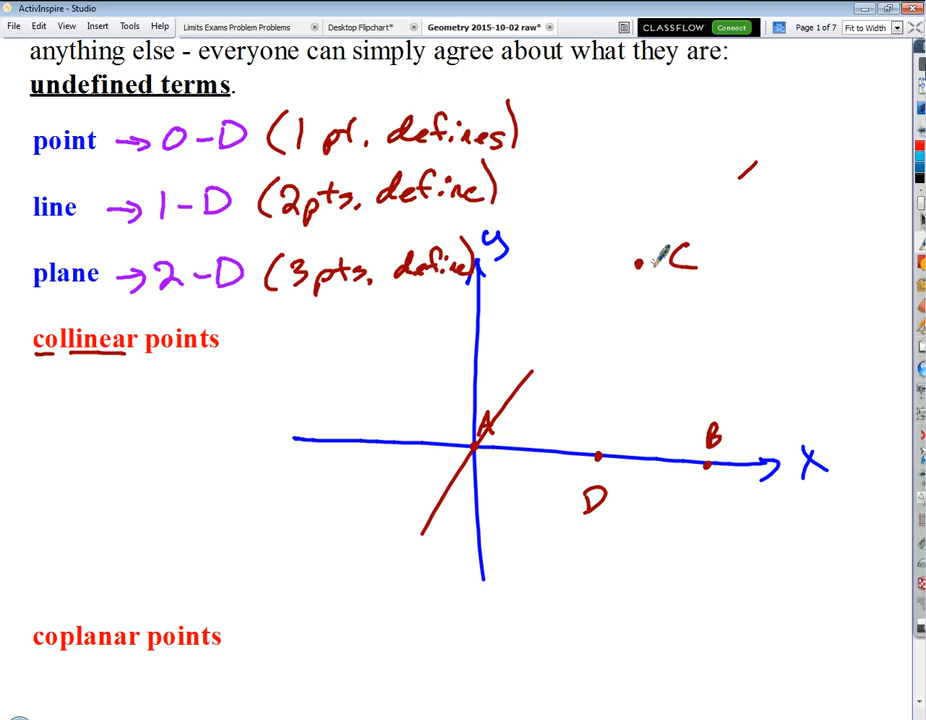 ActivInspire - Studio
File Edit View Insert Tools Help Limits Exam Problem Problems Desktop Flipchart* Geometry 2015-10-02 raw* CLASSFLOW Connect Page 1 of 7 Fit to Width
anything else - everyone can simply agree about what they are:
undefined terms.
point → 0-D (1 pt. defines)
line → 1-D (2pts. define)
plane → 2-D (3pts. define)
y
C
collinear points
A
B
X
D
coplanar points